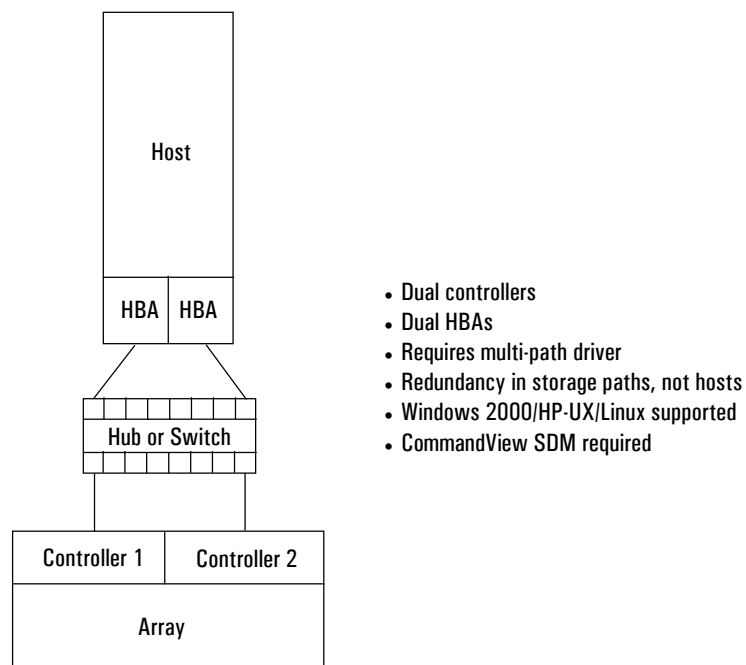 Host
HBA HBA
Hub or Switch
Controller 1 Controller 2
Array
• Dual controllers
• Dual HBAs
• Requires multi-path driver
• Redundancy in storage paths, not hosts
• Windows 2000/HP-UX/Linux supported
• CommandView SDM required